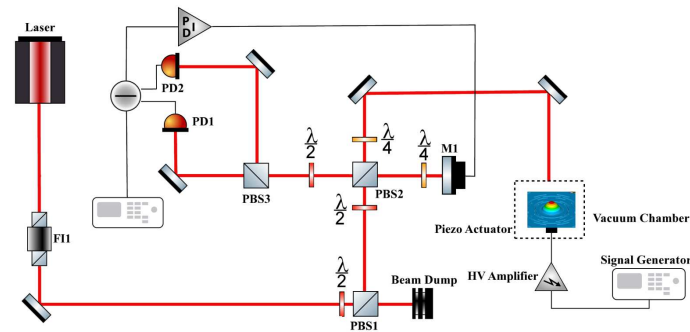 Laser
P
I
D
PD2
PD1
M1
λ/2
λ/4
λ/4
PBS3
PBS2
λ/2
Piezo Actuator
Vacuum Chamber
FI1
HV Amplifier
Signal Generator
λ/2
Beam Dump
PBS1